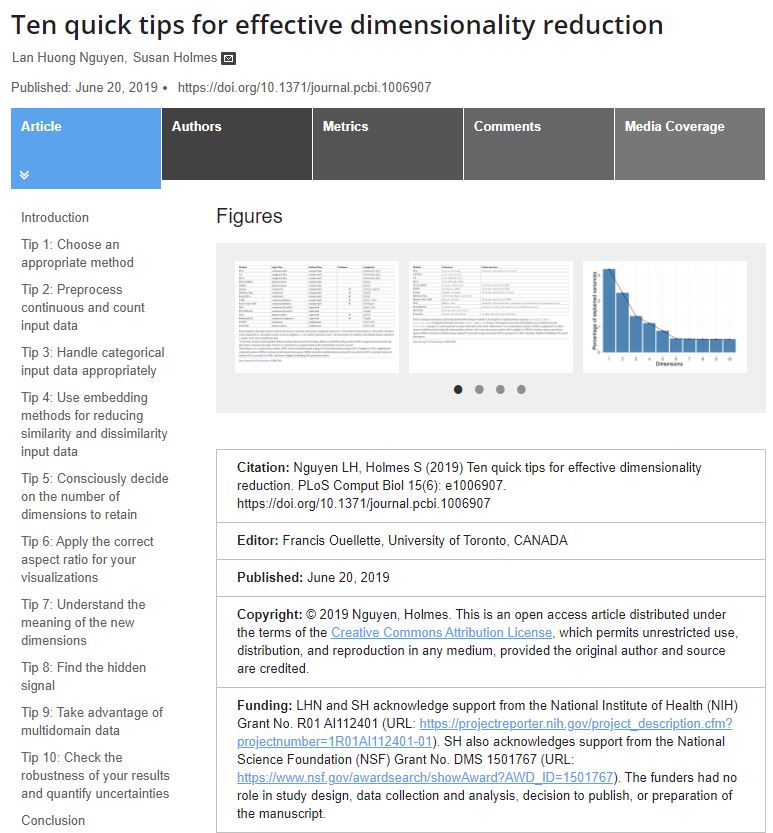 Ten quick tips for effective dimensionality reduction
Lan Huong Nguyen, Susan Holmes
Published: June 20, 2019 • https://doi.org/10.1371/journal.pcbi.1006907
Article
Authors
Metrics
Comments
Media Coverage
Introduction
Tip 1: Choose an
appropriate method
Tip 2: Preprocess
continuous and count
input data
Tip 3: Handle categorical
input data appropriately
Tip 4: Use embedding
methods for reducing
similarity and dissimilarity
input data
Tip 5: Consciously decide
on the number of
dimensions to retain
Tip 6: Apply the correct
aspect ratio for your
visualizations
Tip 7: Understand the
meaning of the new
dimensions
Tip 8: Find the hidden
signal
Tip 9: Take advantage of
multidomain data
Tip 10: Check the
robustness of your results
and quantify uncertainties
Conclusion
Figures
Percentage of explained variances
3
2
1
0
1 2 3 4 5 6 7 8 9 10
Dimensions
Citation: Nguyen LH, Holmes S (2019) Ten quick tips for effective dimensionality
reduction. PLoS Comput Biol 15(6): e1006907.
https://doi.org/10.1371/journal.pcbi.1006907
Editor: Francis Ouellette, University of Toronto, CANADA
Published: June 20, 2019
Copyright: © 2019 Nguyen, Holmes. This is an open access article distributed under
the terms of the Creative Commons Attribution License, which permits unrestricted use,
distribution, and reproduction in any medium, provided the original author and source
are credited.
Funding: LHN and SH acknowledge support from the National Institute of Health (NIH)
Grant No. R01 AI112401 (URL: https://projectreporter.nih.gov/project_description.cfm?
projectnumber=1R01AI112401-01). SH also acknowledges support from the National
Science Foundation (NSF) Grant No. DMS 1501767 (URL:
https://www.nsf.gov/awardsearch/showAward?AWD_ID=1501767). The funders had no
role in study design, data collection and analysis, decision to publish, or preparation of
the manuscript.